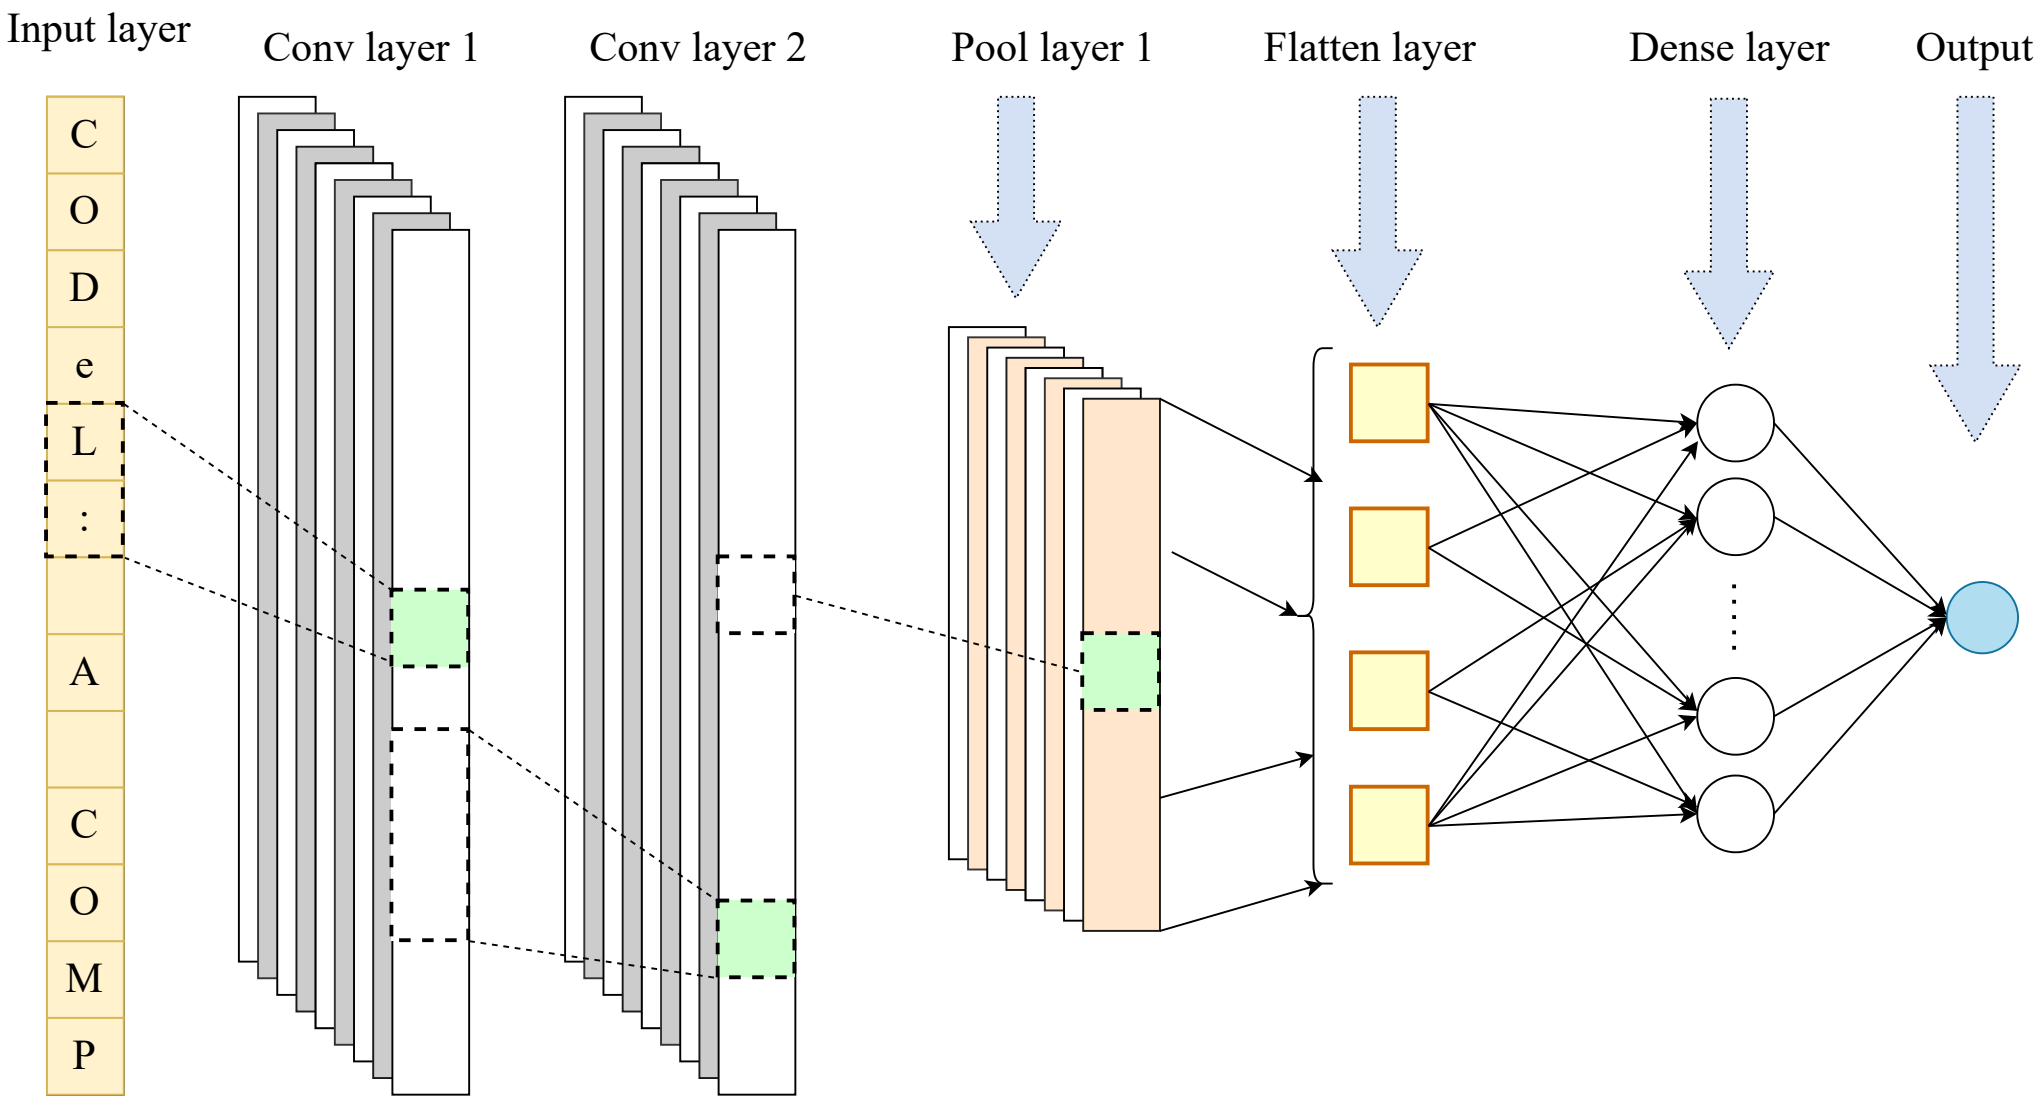 Input layer
Conv layer 1
Conv layer 2
Pool layer 1
Flatten layer
Dense layer
Output
C
O
D
e
L
:
A
C
O
M
P